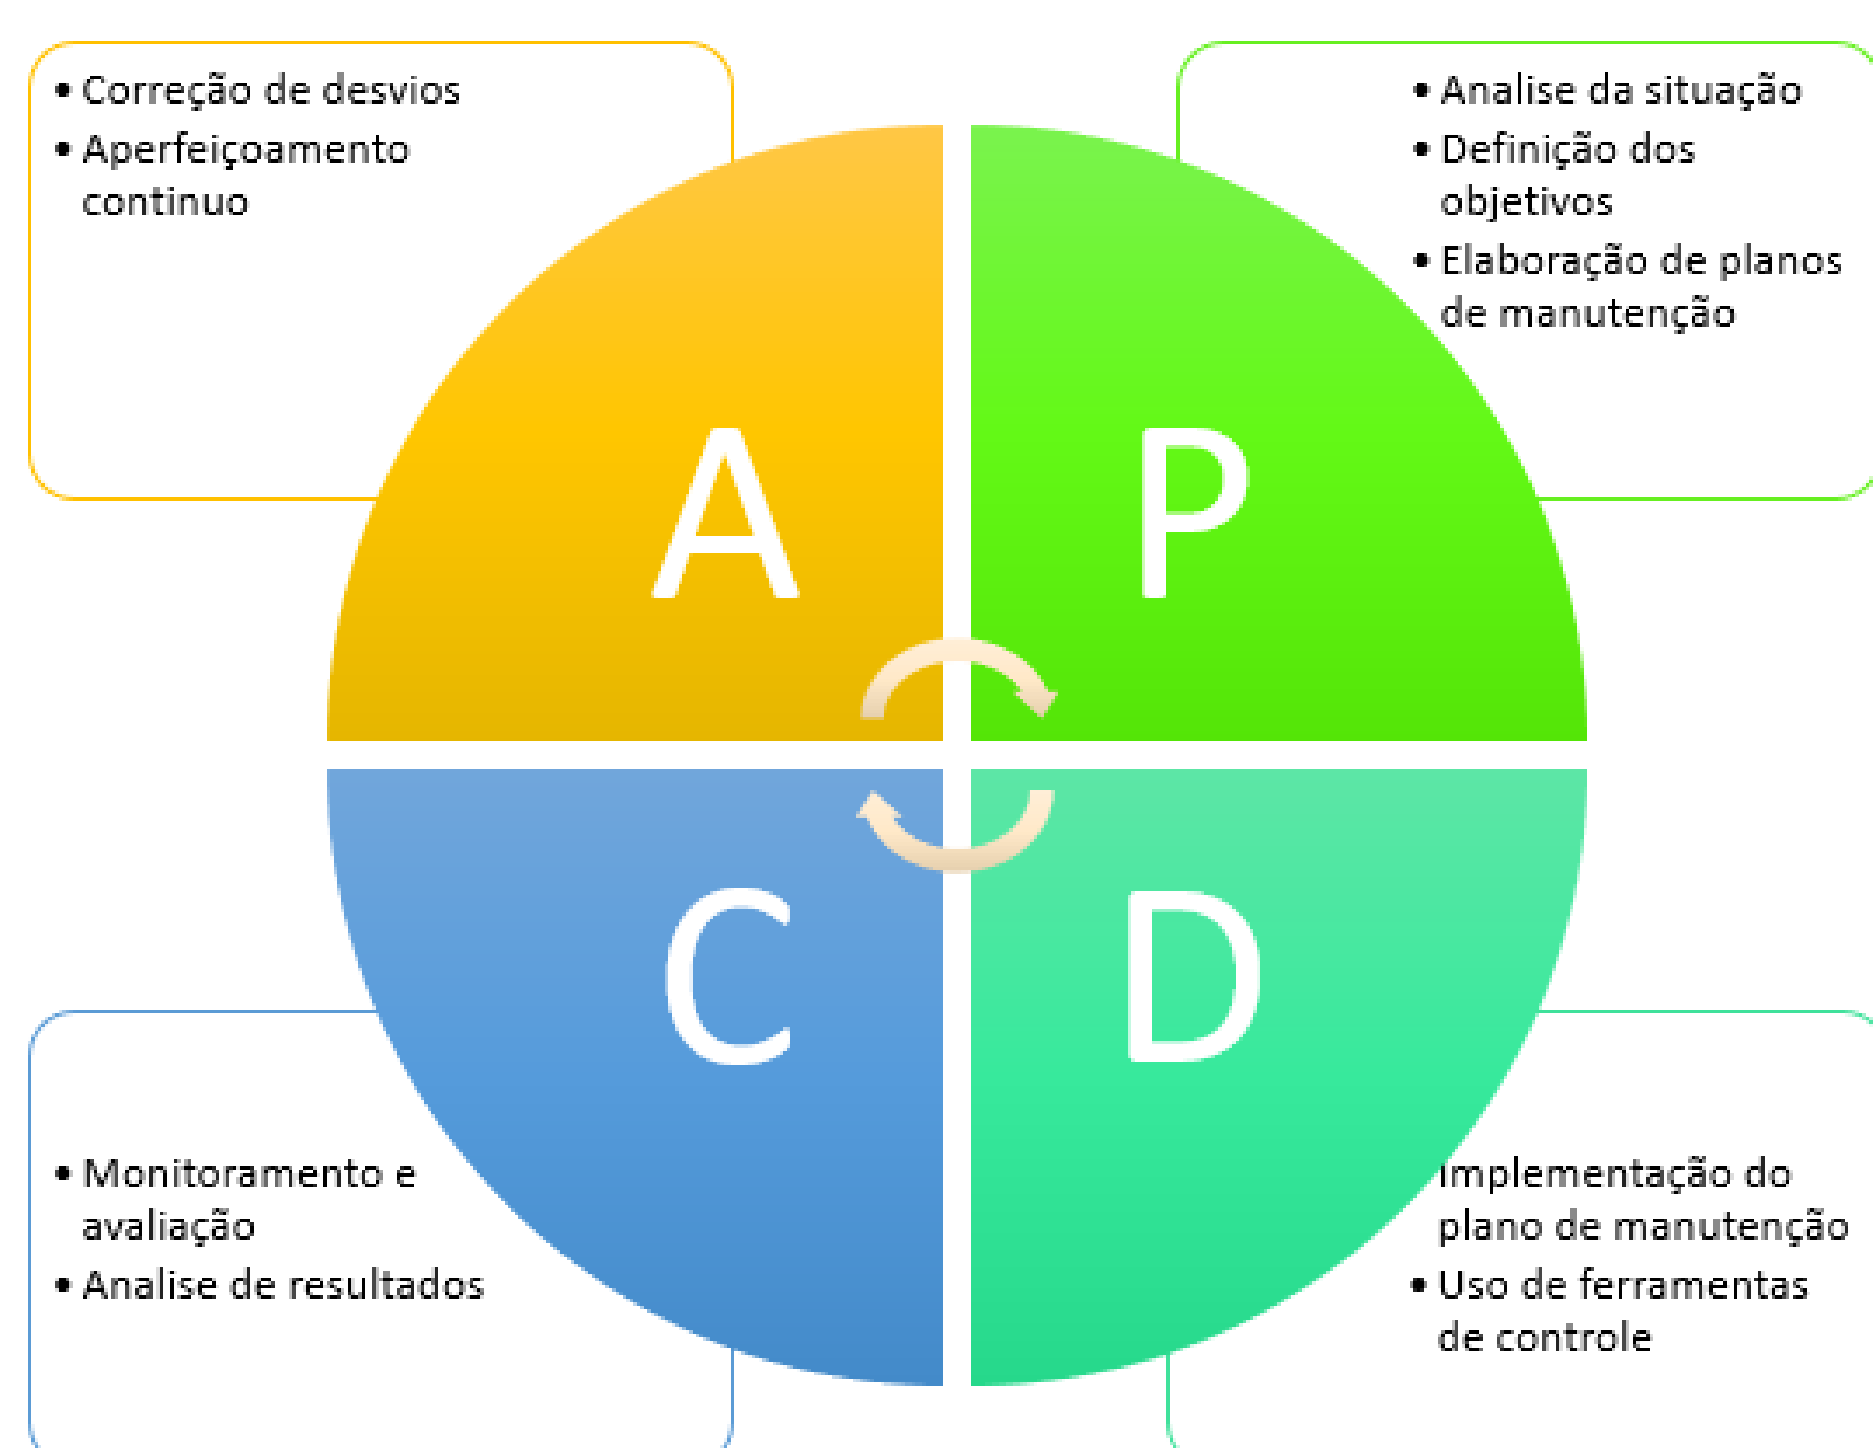 • Correção de desvios
• Aperfeiçoamento
continuo
• Analise da situação
• Definição dos
objetivos
• Elaboração de planos
de manutenção
A
P
C
D
• Monitoramento e
avaliação
• Analise de resultados
Implementação do
plano de manutenção
• Uso de ferramentas
de controle